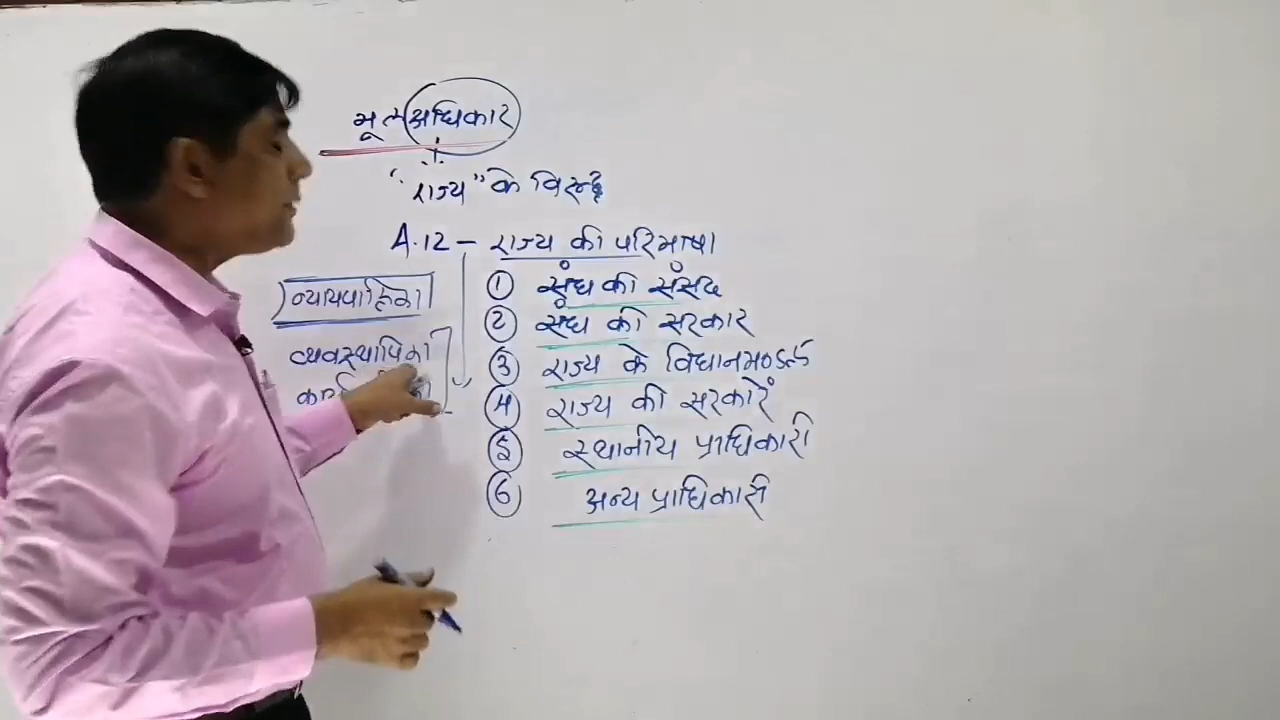 मूल अधिकार
"राज्य" के विरुद्ध
A.12 – राज्य की परिभाषा
① संघ की संसद
② संघ की सरकार
③ राज्य के विधानमण्डल
④ राज्य की सरकारें
⑤ स्थानीय प्राधिकारी
⑥ अन्य प्राधिकारी
न्यायपालिका
व्यवस्थापिका